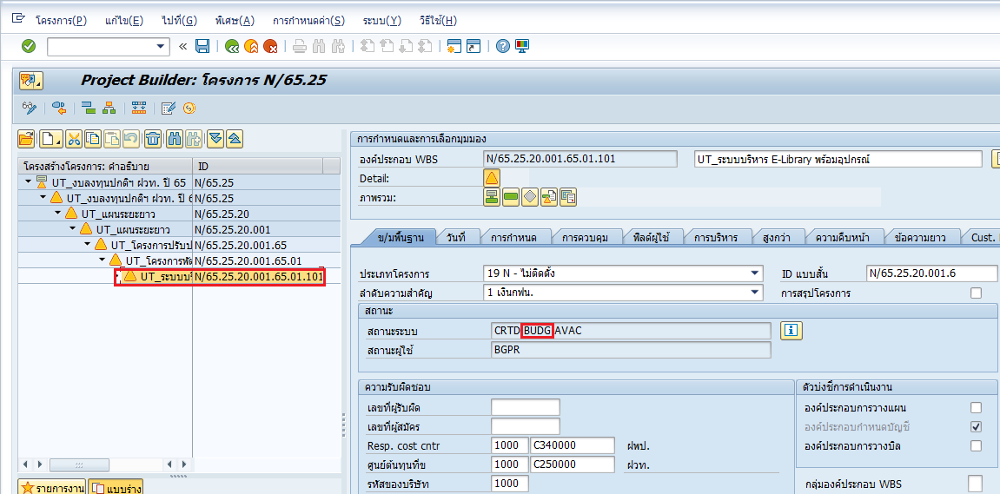 โครงการ(P) แก้ไข(E) ไปที่(G) พิเศษ(A) การกำหนดค่า(S) ระบบ(Y) วิธีใช้(H)
Project Builder: โครงการ N/65.25
โครงสร้างโครงการ: คำอธิบาย ID
UT_งบลงทุนปกติฯ ฝวท. ปี 65 N/65.25
UT_งบลงทุนปกติฯ ฝวท. ปี 6 N/65.25
UT_แผนระยะยาว N/65.25.20
UT_แผนระยะยาว N/65.25.20.001
UT_โครงการปรับป N/65.25.20.001.65
UT_โครงการพัต N/65.25.20.001.65.01
UT_ระบบบริ N/65.25.20.001.65.01.101
รายการงาน แบบร่าง
การกำหนดและการเลือกมุมมอง
องค์ประกอบ WBS N/65.25.20.001.65.01.101 UT_ระบบบริหาร E-Library พร้อมอุปกรณ์
Detail:
ภาพรวม:
ข/มพื้นฐาน วันที่ การกำหนด การควบคุม ฟิลด์ผู้ใช้ การบริหาร สูงกว่า ความคืบหน้า ข้อความยาว Cust.
ประเภทโครงการ 19 N - ไม่ติดตั้ง ID แบบสั้น N/65.25.20.001.6
ลำดับความสำคัญ 1 เงินกฟน. การสรุปโครงการ
สถานะ
สถานะระบบ CRTD BUDG AVAC
สถานะผู้ใช้ BGPR
ความรับผิดชอบ ตัวบ่งชี้การดำเนินงาน
เลขที่ผู้รับผิด องค์ประกอบการวางแผน
เลขที่ผู้สมัคร องค์ประกอบกำหนดบัญชี
Resp. cost cntr 1000 C340000 ฝพป. องค์ประกอบการวางบิล
ศูนย์ต้นทุนที่ข 1000 C250000 ฝวท.
รหัสของบริษัท 1000 กลุ่มองค์ประกอบ WBS